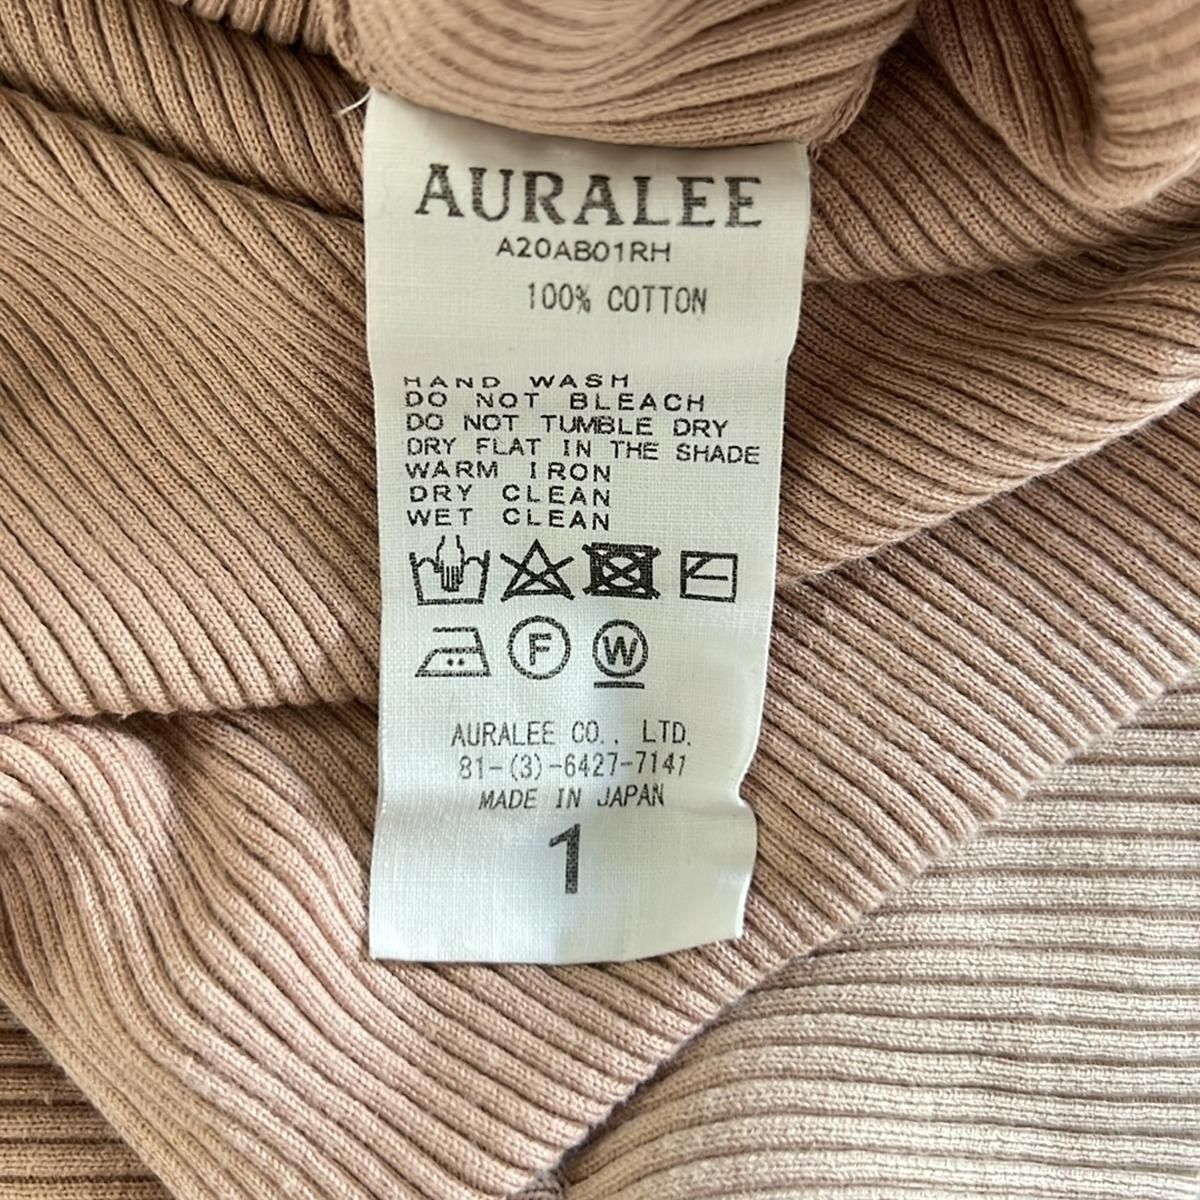 AURALEE
A20AB01RH
100% COTTON
HAND WASH
DO NOT BLEACH
DO NOT TUMBLE DRY
DRY FLAT IN THE SHADE
WARM IRON
DRY CLEAN
WET CLEAN
F W
AURALEE CO., LTD.
81-(3)-6427-7141
MADE IN JAPAN
1